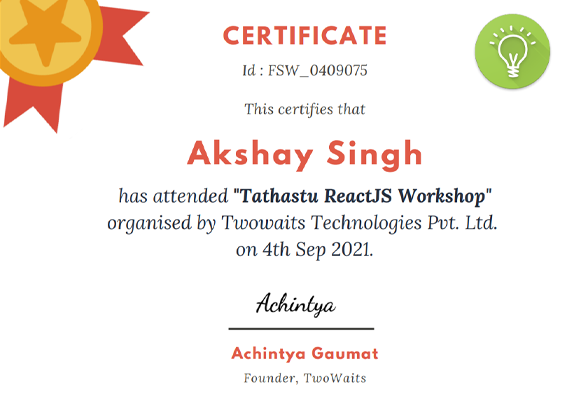 CERTIFICATE
Id : FSW_0409075
This certifies that
Akshay Singh
has attended "Tathastu ReactJS Workshop"
organised by Twowaits Technologies Pvt. Ltd.
on 4th Sep 2021.
Achintya
Achintya Gaumat
Founder, TwoWaits